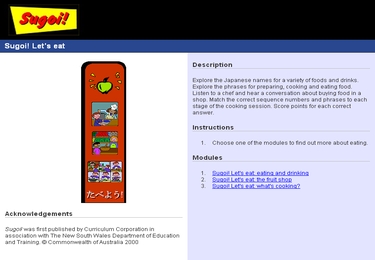 Sugoi!
Sugoi! Let's eat
たべよう!
Acknowledgements
Sugoi! was first published by Curriculum Corporation in
association with The New South Wales Department of Education
and Training. © Commonwealth of Australia 2000
Description
Explore the Japanese names for a variety of foods and drinks.
Explore the phrases for preparing, cooking and eating food.
Listen to a chef and hear a conversation about buying food in a
shop. Match the correct sequence numbers and phrases to each
stage of the cooking session. Score points for each correct
answer.
Instructions
1. Choose one of the modules to find out more about eating.
Modules
1. Sugoi! Let's eat: eating and drinking
2. Sugoi! Let's eat: the fruit shop
3. Sugoi! Let's eat: what's cooking?